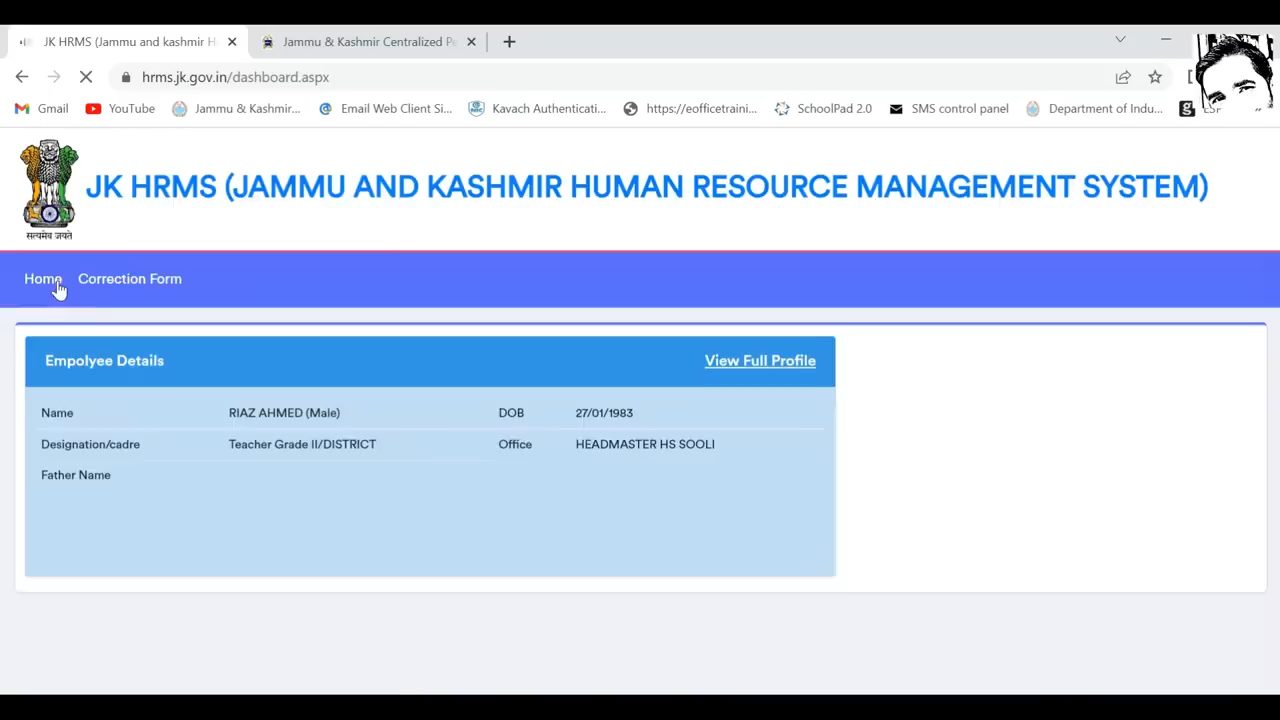 JK HRMS (Jammu and kashmir H
Jammu & Kashmir Centralized Pe
hrms.jk.gov.in/dashboard.aspx
Gmail YouTube Jammu & Kashmir... Email Web Client Si... Kavach Authenticati... https://eofficetraini... SchoolPad 2.0 SMS control panel Department of Indu...
JK HRMS (JAMMU AND KASHMIR HUMAN RESOURCE MANAGEMENT SYSTEM)
सत्यमेव जयते
Home Correction Form
Empolyee Details View Full Profile
Name RIAZ AHMED (Male) DOB 27/01/1983
Designation/cadre Teacher Grade II/DISTRICT Office HEADMASTER HS SOOLI
Father Name